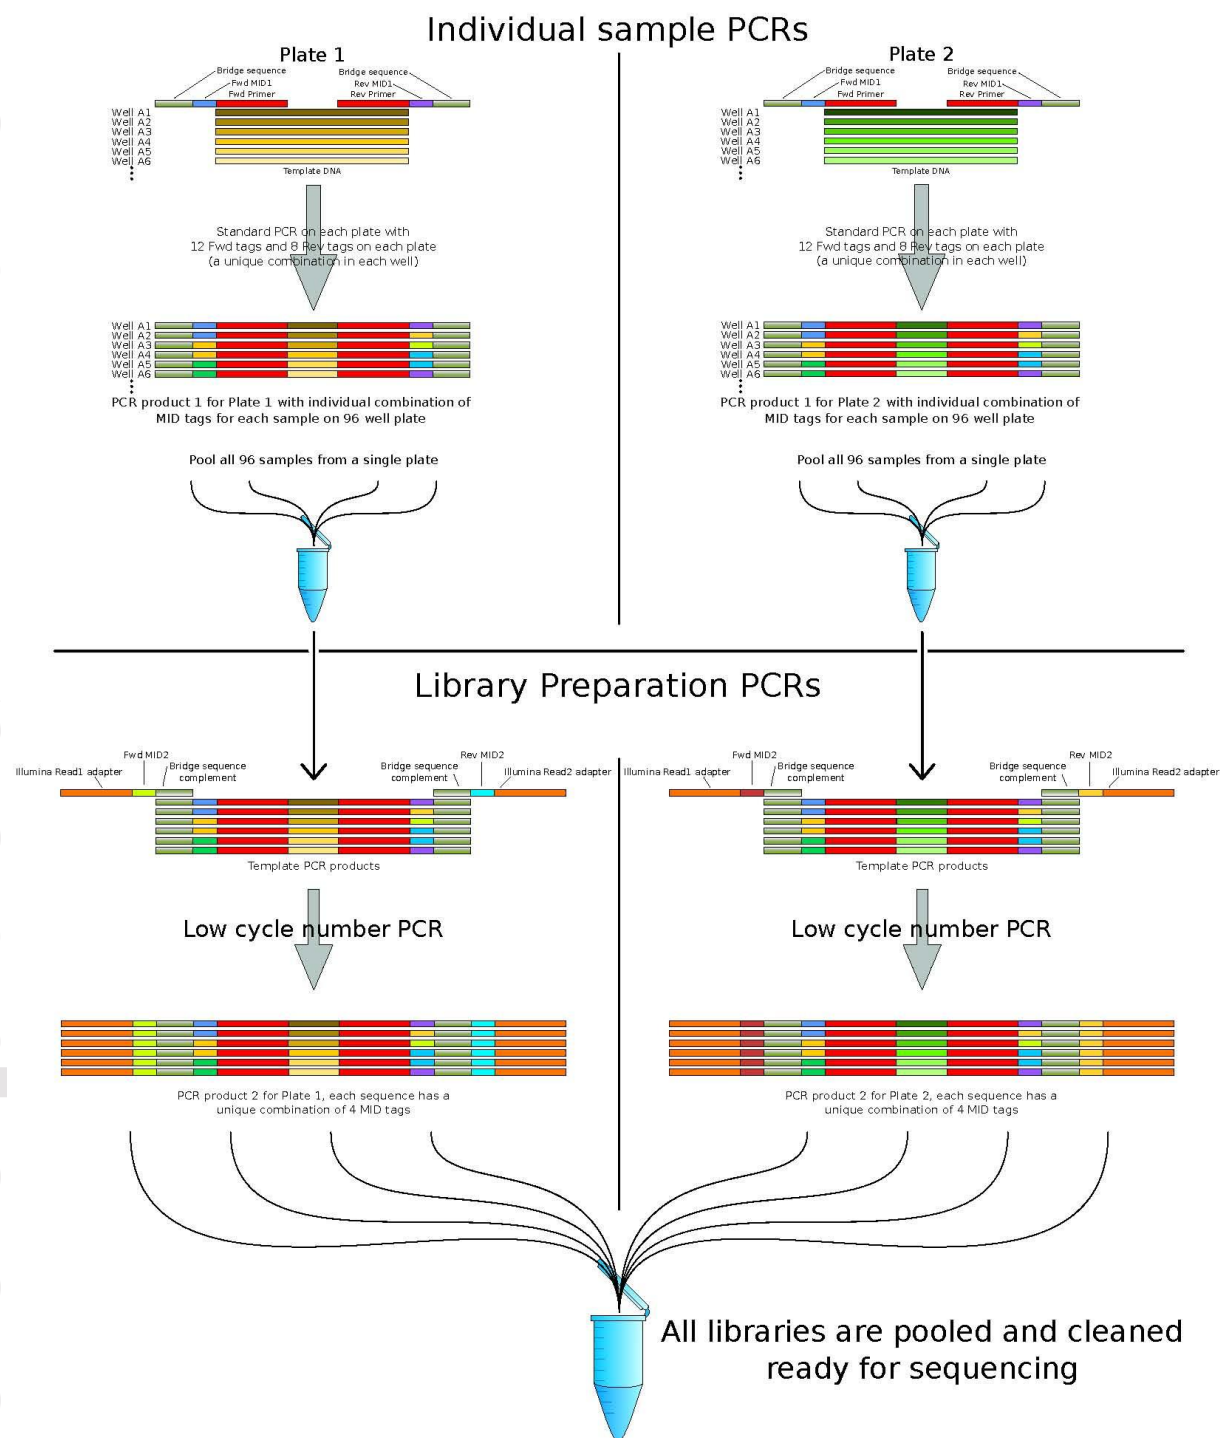 Individual sample PCRs
Plate 1
Bridge sequence
Bridge sequence
Fwd MID1
Rev MID1
Fwd Primer
Rev Primer
Well A1
Well A2
Well A3
Well A4
Well A5
Well A6
Template DNA
Standard PCR on each plate with
12 Fwd tags and 8 Rev tags on each plate
(a unique combination in each well)
Well A1
Well A2
Well A3
Well A4
Well A5
Well A6
PCR product 1 for Plate 1 with individual combination of
MID tags for each sample on 96 well plate
Pool all 96 samples from a single plate
Plate 2
Bridge sequence
Bridge sequence
Fwd MID1
Rev MID1
Fwd Primer
Rev Primer
Well A1
Well A2
Well A3
Well A4
Well A5
Well A6
Template DNA
Standard PCR on each plate with
12 Fwd tags and 8 Rev tags on each plate
(a unique combination in each well)
Well A1
Well A2
Well A3
Well A4
Well A5
Well A6
PCR product 1 for Plate 2 with individual combination of
MID tags for each sample on 96 well plate
Pool all 96 samples from a single plate
Library Preparation PCRs
Fwd MID2
Rev MID2
Illumina Read1 adapter
Bridge sequence
complement
Bridge sequence
complement
Illumina Read2 adapter
Template PCR products
Low cycle number PCR
PCR product 2 for Plate 1, each sequence has a
unique combination of 4 MID tags
Fwd MID2
Rev MID2
Illumina Read1 adapter
Bridge sequence
complement
Bridge sequence
complement
Illumina Read2 adapter
Template PCR products
Low cycle number PCR
PCR product 2 for Plate 2, each sequence has a
unique combination of 4 MID tags
All libraries are pooled and cleaned
ready for sequencing